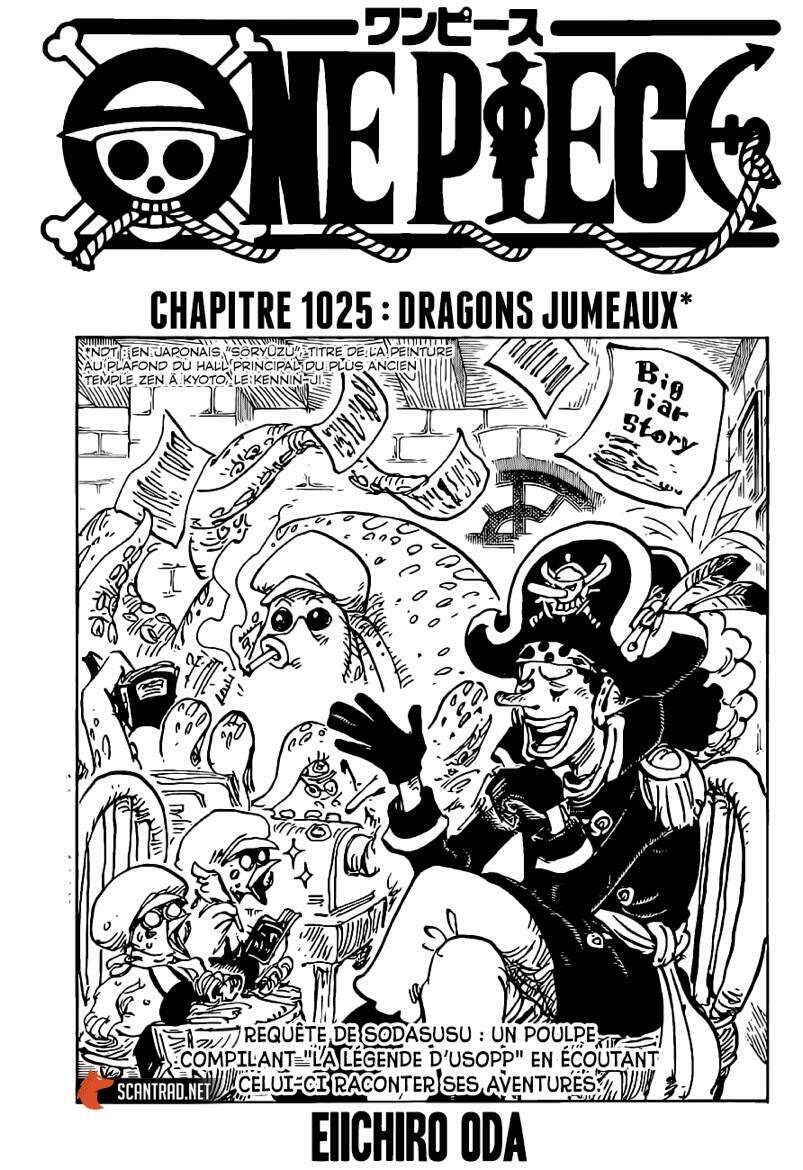 ワンピース
ONE PIECE
CHAPITRE 1025 : DRAGONS JUMEAUX*
*NDT : EN JAPONAIS "SŌRYŪZU", TITRE DE LA PEINTURE
AU PLAFOND DU HALL PRINCIPAL DU PLUS ANCIEN
TEMPLE ZEN À KYOTO, LE KENNIN-JI.
Big
liar
Story
REQUÊTE DE SODASUSU : UN POULPE
COMPILANT "LA LÉGENDE D'USOPP" EN ÉCOUTANT
CELUI-CI RACONTER SES AVENTURES.
SCANTRAD.NET
EIICHIRO ODA